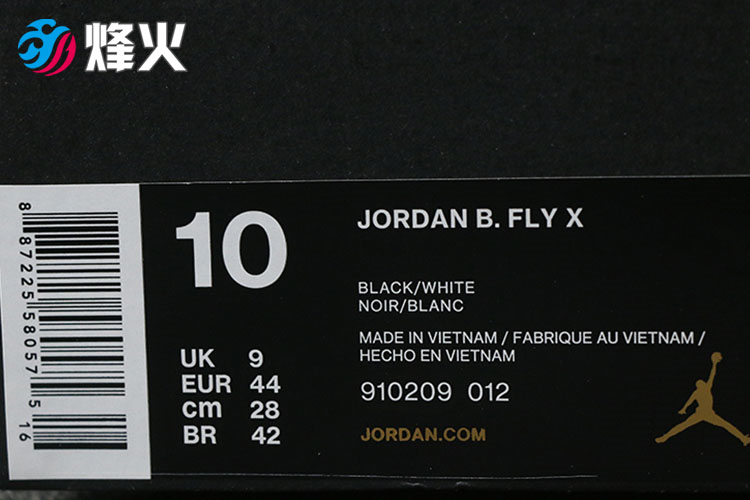 烽火
10
JORDAN B. FLY X
BLACK/WHITE
NOIR/BLANC
MADE IN VIETNAM / FABRIQUE AU VIETNAM /
HECHO EN VIETNAM
910209 012
JORDAN.COM
UK 9
EUR 44
cm 28
BR 42
8 87225 58057 5 16